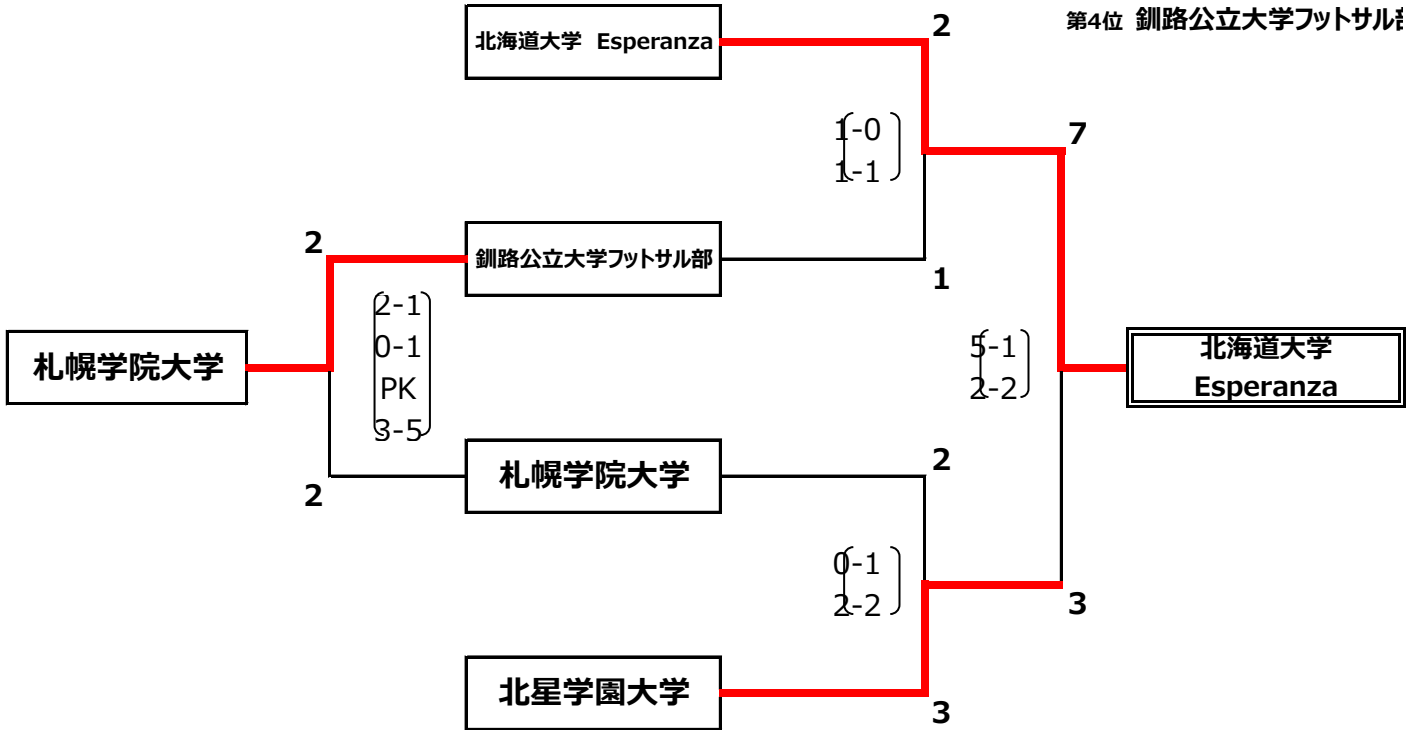 第4位 釧路公立大学フットサル部
北海道大学 Esperanza
2
1-0
1-1
7
2
釧路公立大学フットサル部
1
2-1
0-1
PK
3-5
札幌学院大学
5-1
2-2
北海道大学
Esperanza
2
札幌学院大学
2
0-1
2-2
3
北星学園大学
3